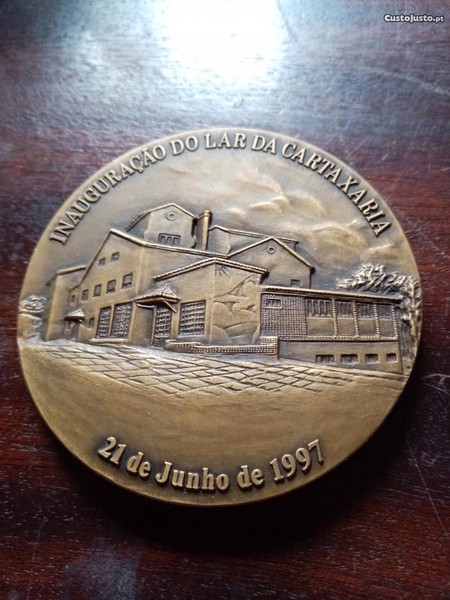 CustoJusto.pt
INAUGURAÇÃO DO LAR DA CARTAXARIA
21 de Junho de 1997